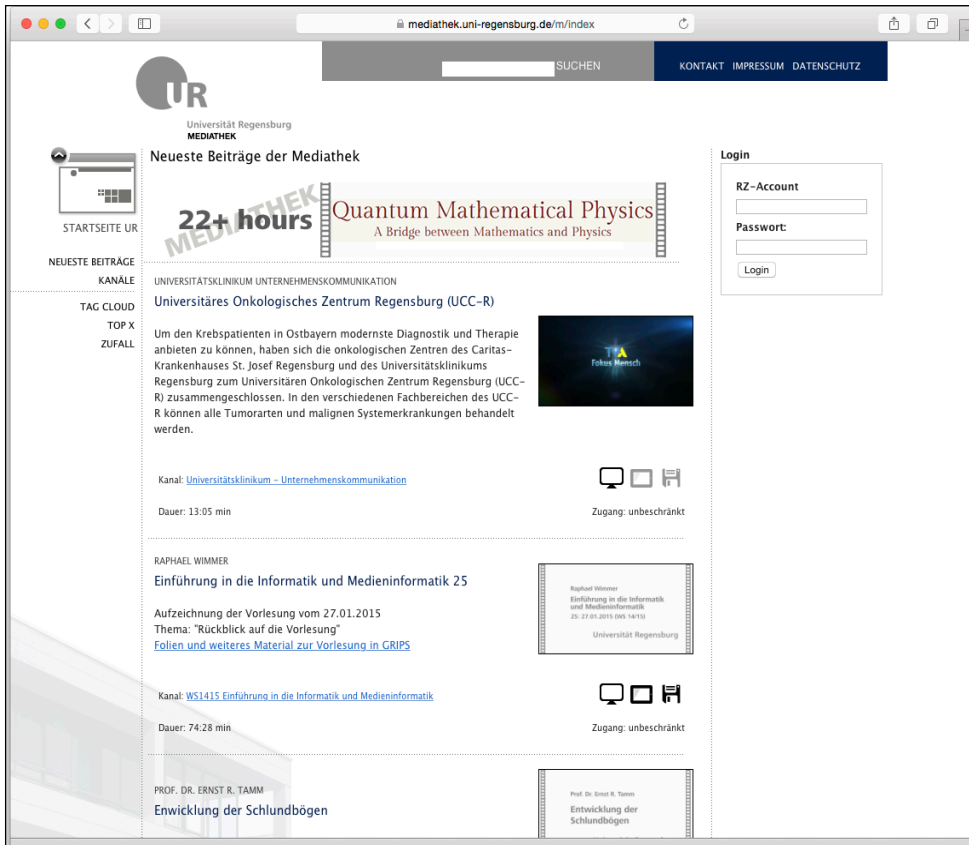 mediathek.uni-regensburg.de/m/index
SUCHEN
KONTAKT IMPRESSUM DATENSCHUTZ
UR
Universität Regensburg
MEDIATHEK
STARTSEITE UR
NEUESTE BEITRÄGE
KANÄLE
TAG CLOUD
TOP X
ZUFALL
Neueste Beiträge der Mediathek
MEDIATHEK
22+ hours
Quantum Mathematical Physics
A Bridge between Mathematics and Physics
UNIVERSITÄTSKLINIKUM UNTERNEHMENSKOMMUNIKATION
Universitäres Onkologisches Zentrum Regensburg (UCC-R)
Um den Krebspatienten in Ostbayern modernste Diagnostik und Therapie
anbieten zu können, haben sich die onkologischen Zentren des Caritas-
Krankenhauses St. Josef Regensburg und des Universitätsklinikums
Regensburg zum Universitären Onkologischen Zentrum Regensburg (UCC-
R) zusammengeschlossen. In den verschiedenen Fachbereichen des UCC-
R können alle Tumorarten und malignen Systemerkrankungen behandelt
werden.
TVA
Fokus Mensch
Kanal: Universitätsklinikum - Unternehmenskommunikation
Dauer: 13:05 min
Zugang: unbeschränkt
RAPHAEL WIMMER
Einführung in die Informatik und Medieninformatik 25
Aufzeichnung der Vorlesung vom 27.01.2015
Thema: "Rückblick auf die Vorlesung"
Folien und weiteres Material zur Vorlesung in GRIPS
Raphael Wimmer
Einführung in die Informatik
und Medieninformatik
25: 27.01.2015 (WS 14/15)
Universität Regensburg
Kanal: WS1415 Einführung in die Informatik und Medieninformatik
Dauer: 74:28 min
Zugang: unbeschränkt
PROF. DR. ERNST R. TAMM
Enwicklung der Schlundbögen
Prof. Dr. Ernst R. Tamm
Entwicklung der
Schlundbögen
Login
RZ-Account
Passwort:
Login